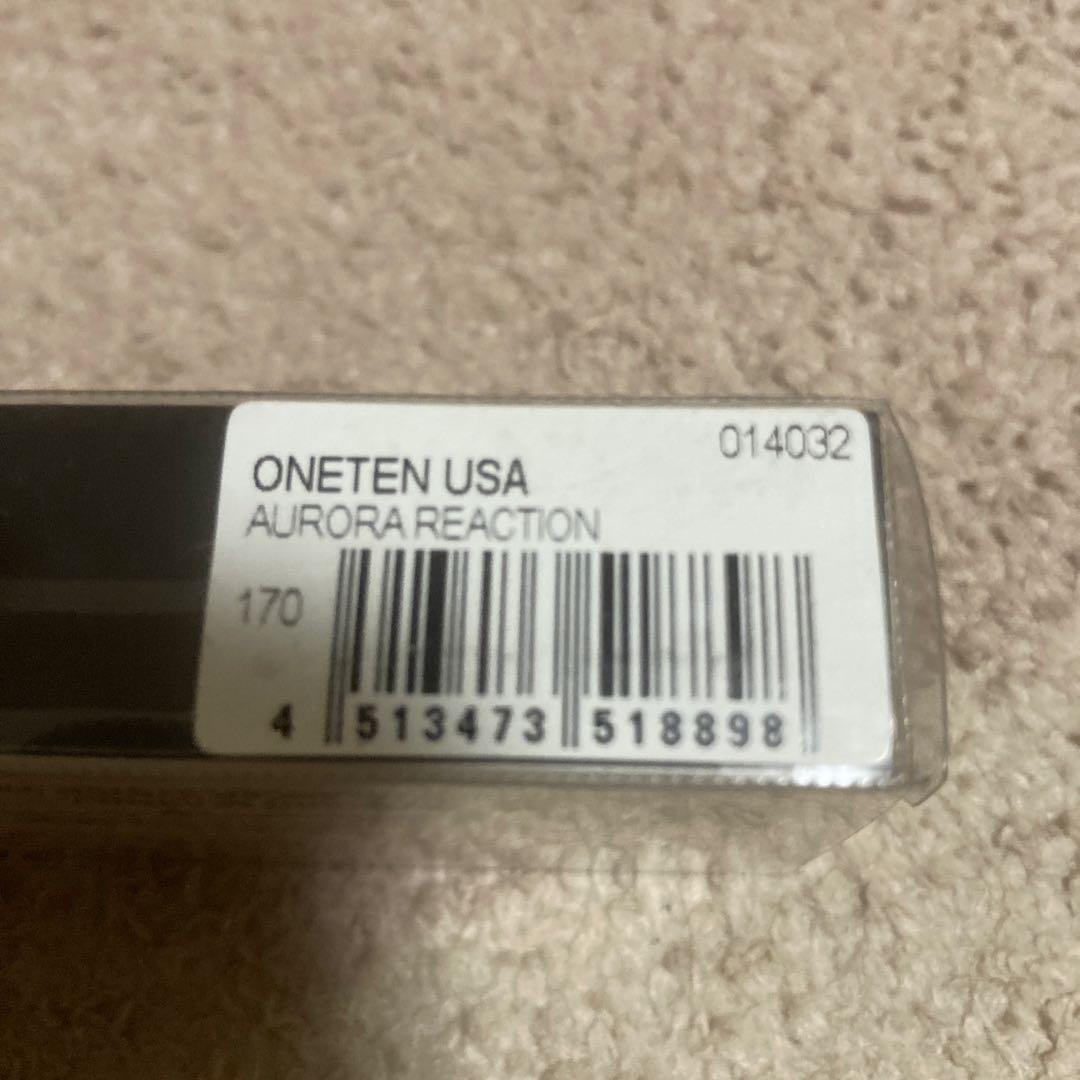 014032
ONETEN USA
AURORA REACTION
170
4 513473 518898